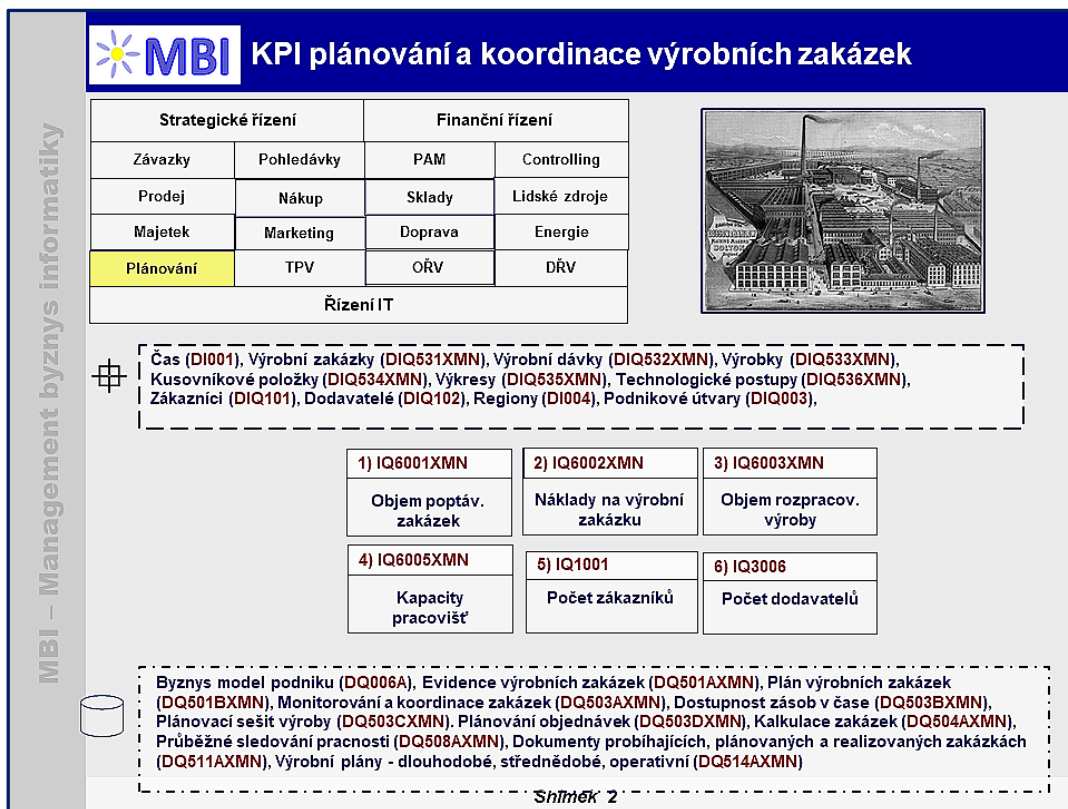 MBI
KPI plánování a koordinace výrobních zakázek
MBI – Management byznys informatiky
Strategické řízení
Finanční řízení
Závazky
Pohledávky
PAM
Controlling
Prodej
Nákup
Sklady
Lidské zdroje
Majetek
Marketing
Doprava
Energie
Plánování
TPV
OŘV
DŘV
Řízení IT
Čas (DI001), Výrobní zakázky (DIQ531XMN), Výrobní dávky (DIQ532XMN), Výrobky (DIQ533XMN),
Kusovníkové položky (DIQ534XMN), Výkresy (DIQ535XMN), Technologické postupy (DIQ536XMN),
Zákazníci (DIQ101), Dodavatelé (DIQ102), Regiony (DI004), Podnikové útvary (DIQ003),
1) IQ6001XMN
Objem poptáv.
zakázek
2) IQ6002XMN
Náklady na výrobní
zakázku
3) IQ6003XMN
Objem rozpracov.
výroby
4) IQ6005XMN
Kapacity
pracovišť
5) IQ1001
Počet zákazníků
6) IQ3006
Počet dodavatelů
Byznys model podniku (DQ006A), Evidence výrobních zakázek (DQ501AXMN), Plán výrobních zakázek
(DQ501BXMN), Monitorování a koordinace zakázek (DQ503AXMN), Dostupnost zásob v čase (DQ503BXMN),
Plánovací sešit výroby (DQ503CXMN). Plánování objednávek (DQ503DXMN), Kalkulace zakázek (DQ504AXMN),
Průběžné sledování pracnosti (DQ508AXMN), Dokumenty probíhajících, plánovaných a realizovaných zakázkách
(DQ511AXMN), Výrobní plány - dlouhodobé, střednědobé, operativní (DQ514AXMN)
Snímek 2